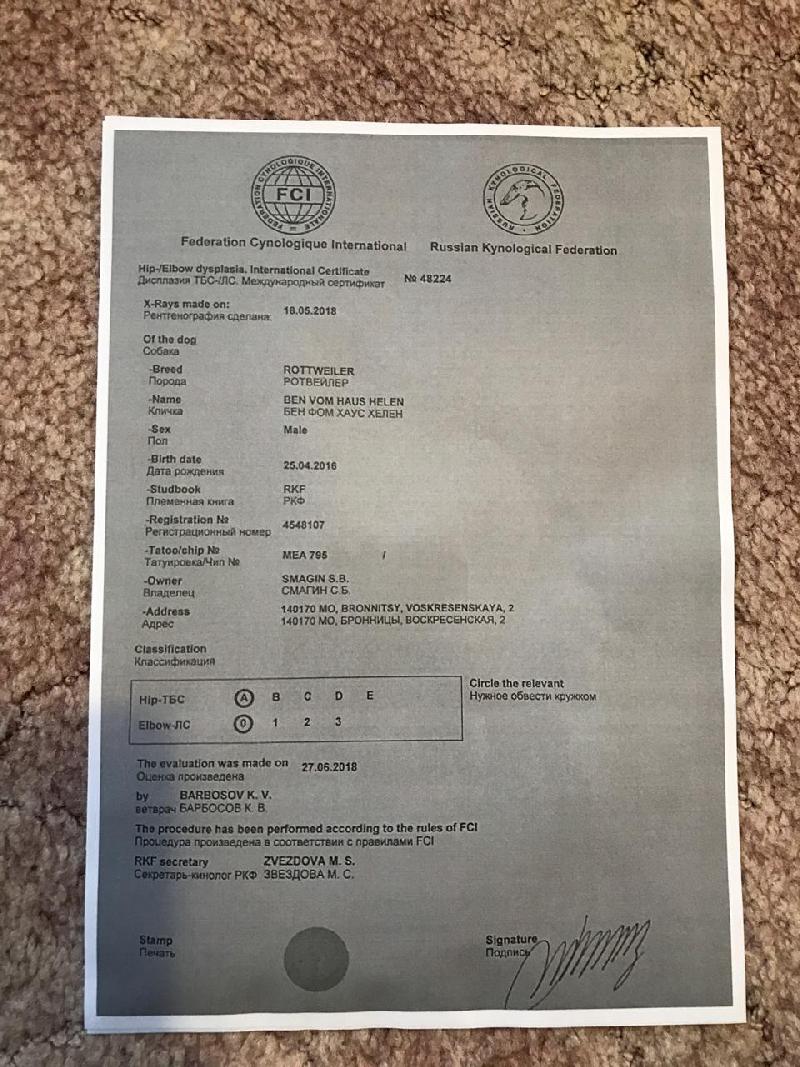 FEDERATION CYNOLOGIQUE INTERNATIONALE
FCI
RUSSIAN KYNOLOGICAL FEDERATION
Federation Cynologique International
Russian Kynological Federation
Hip-/Elbow dysplasia. International Certificate
Дисплазия ТБС-/ЛС. Международный сертификат
№ 48224
X-Rays made on:
Рентгенография сделана:
18.05.2018
Of the dog
Собака
-Breed
Порода
ROTTWEILER
РОТВЕЙЛЕР
-Name
Кличка
BEN VOM HAUS HELEN
БЕН ФОМ ХАУС ХЕЛЕН
-Sex
Пол
Male
-Birth date
Дата рождения
25.04.2016
-Studbook
Племенная книга
RKF
РКФ
-Registration №
Регистрационный номер
4548107
-Tatoo/chip №
Татуировка/Чип №
MEA 795 /
-Owner
Владелец
SMAGIN S.B.
СМАГИН С.Б.
-Address
Адрес
140170 MO, BRONNITSY, VOSKRESENSKAYA, 2
140170 МО, БРОННИЦЫ, ВОСКРЕСЕНСКАЯ, 2
Classification
Классификация
Hip-ТБС A B C D E
Elbow-ЛС 0 1 2 3
Circle the relevant
Нужное обвести кружком
The evaluation was made on 27.06.2018
Оценка произведена
by BARBOSOV K. V.
ветврач БАРБОСОВ К. В.
The procedure has been performed according to the rules of FCI
Процедура произведена в соответствии с правилами FCI
RKF secretary ZVEZDOVA M. S.
Секретарь-кинолог РКФ ЗВЕЗДОВА М. С.
Stamp
Печать
Signature
Подпись